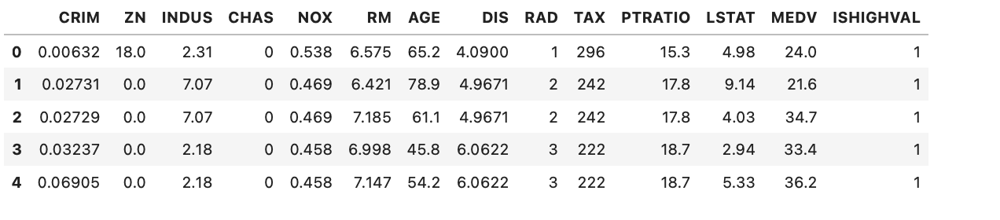 CRIM ZN INDUS CHAS NOX RM AGE DIS RAD TAX PTRATIO LSTAT MEDV ISHIGHVAL
0 0.00632 18.0 2.31 0 0.538 6.575 65.2 4.0900 1 296 15.3 4.98 24.0 1
1 0.02731 0.0 7.07 0 0.469 6.421 78.9 4.9671 2 242 17.8 9.14 21.6 1
2 0.02729 0.0 7.07 0 0.469 7.185 61.1 4.9671 2 242 17.8 4.03 34.7 1
3 0.03237 0.0 2.18 0 0.458 6.998 45.8 6.0622 3 222 18.7 2.94 33.4 1
4 0.06905 0.0 2.18 0 0.458 7.147 54.2 6.0622 3 222 18.7 5.33 36.2 1